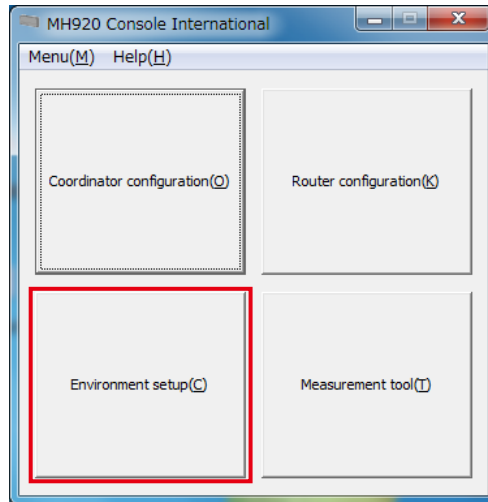 MH920 Console International
Menu(M) Help(H)
Coordinator configuration(O)
Router configuration(K)
Environment setup(C)
Measurement tool(T)